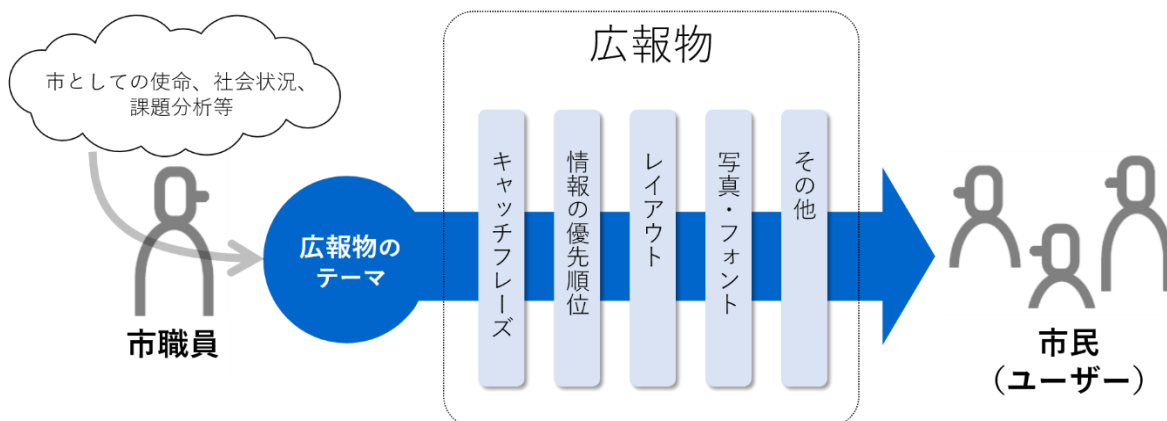 市としての使命、社会状況、
課題分析等
市職員
広報物の
テーマ
広報物
キャッチフレーズ
情報の優先順位
レイアウト
写真・フォント
その他
市民
（ユーザー）